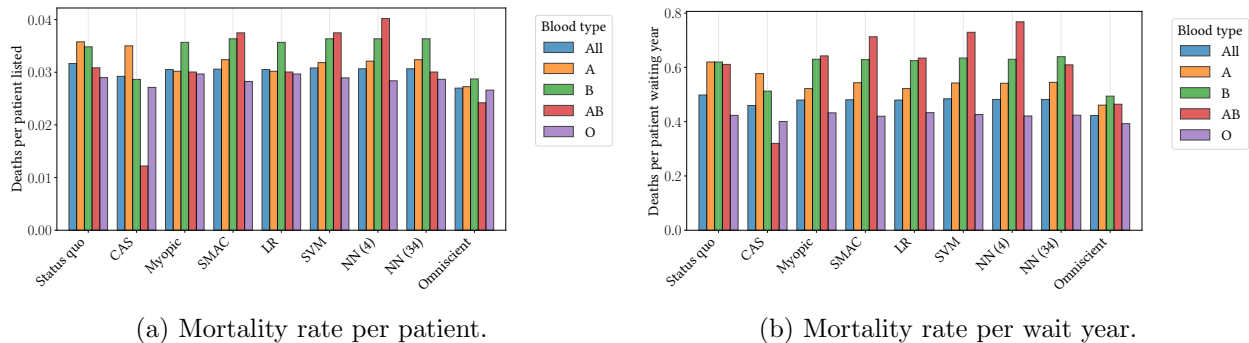 0.04
0.03
0.02
0.01
0.00
Deaths per patient listed
Status quo
CAS
Myopic
SMAC
LR
SVM
NN (4)
NN (34)
Omniscient
Blood type
All
A
B
AB
O
(a) Mortality rate per patient.
0.8
0.6
0.4
0.2
0.0
Deaths per patient waiting year
Status quo
CAS
Myopic
SMAC
LR
SVM
NN (4)
NN (34)
Omniscient
Blood type
All
A
B
AB
O
(b) Mortality rate per wait year.